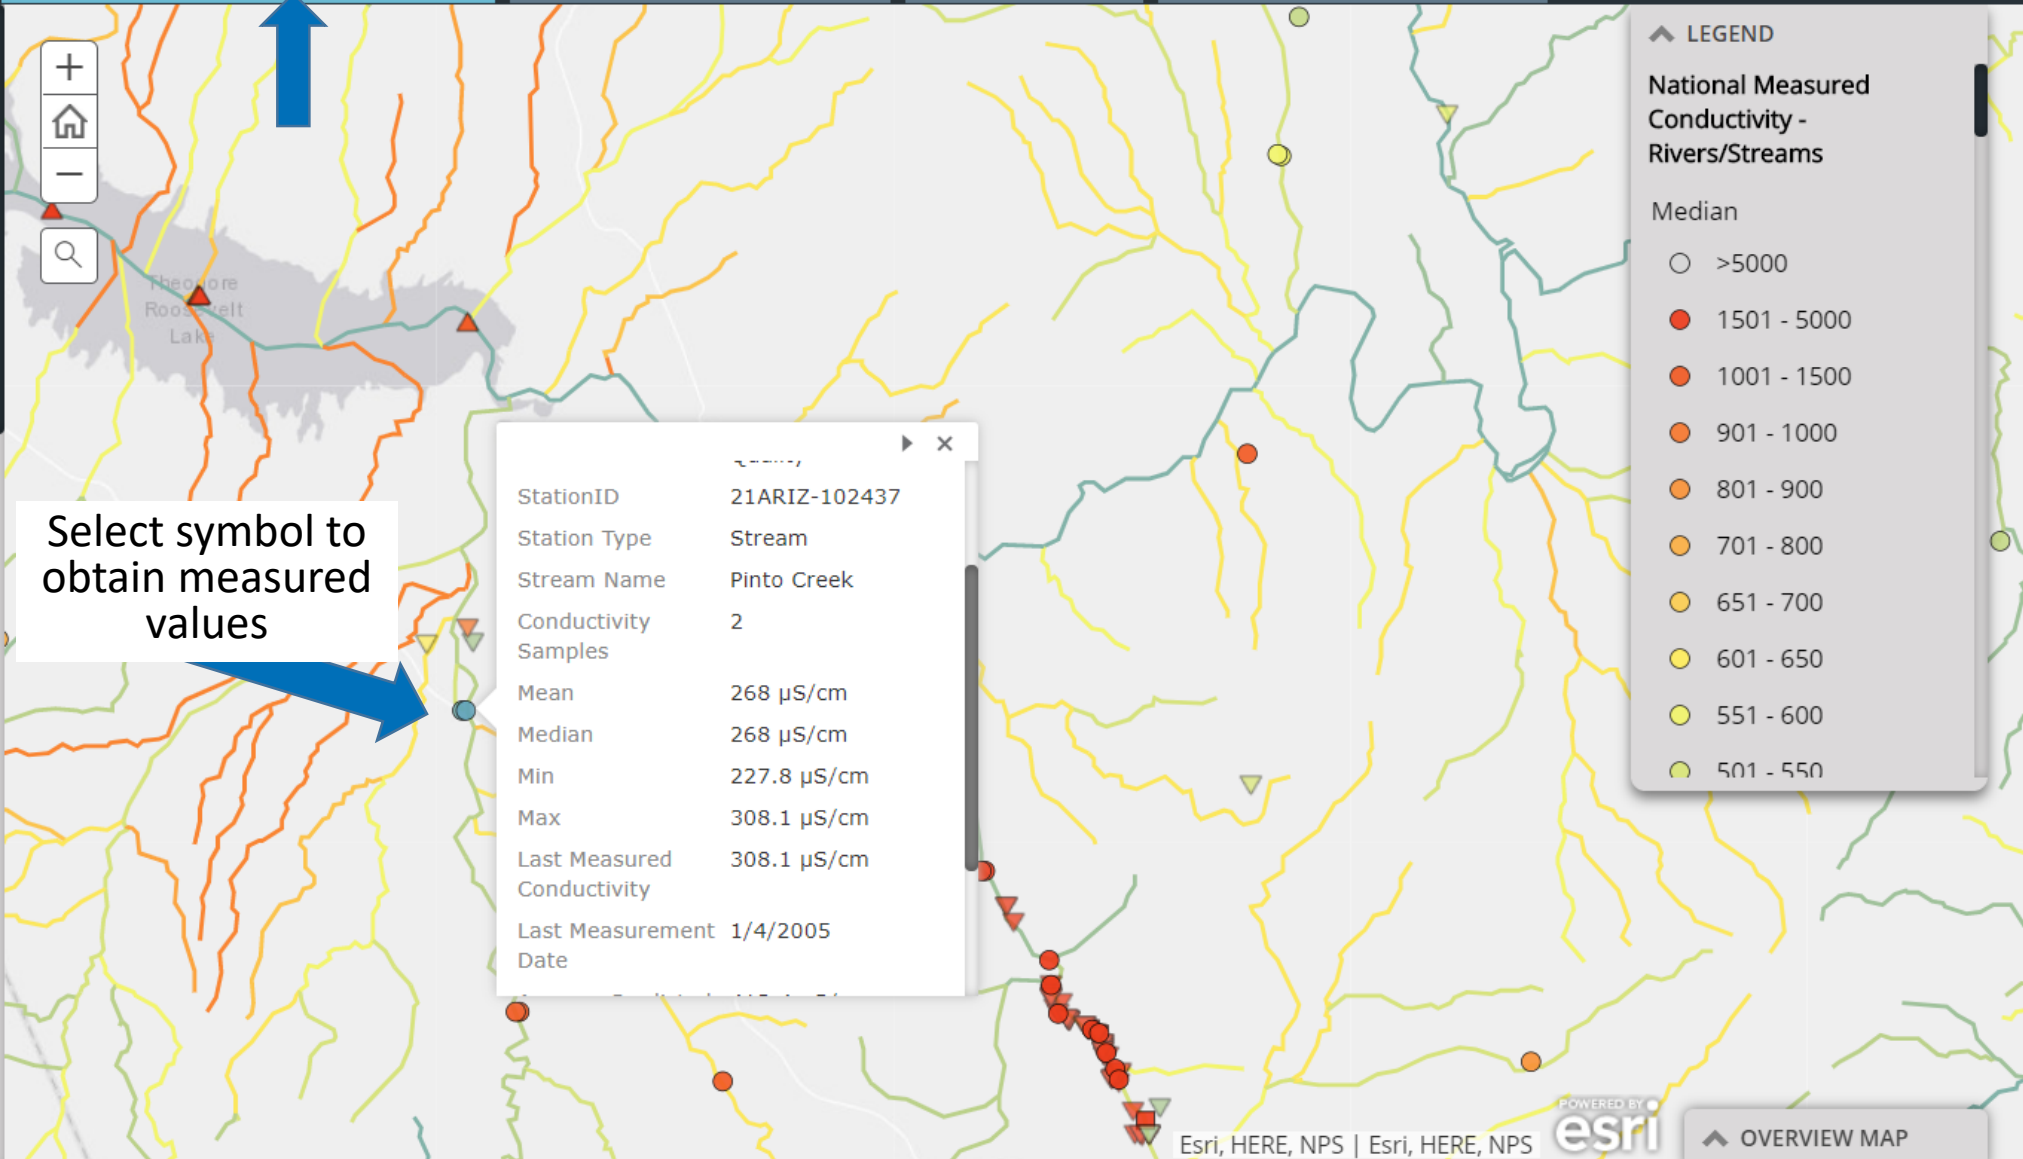 LEGEND
National Measured
Conductivity -
Rivers/Streams
Median
>5000
1501 - 5000
1001 - 1500
901 - 1000
801 - 900
701 - 800
651 - 700
601 - 650
551 - 600
501 - 550
Theodore
Roosevelt
Lake
Select symbol to
obtain measured
values
StationID 21ARIZ-102437
Station Type Stream
Stream Name Pinto Creek
Conductivity 2
Samples
Mean 268 µS/cm
Median 268 µS/cm
Min 227.8 µS/cm
Max 308.1 µS/cm
Last Measured 308.1 µS/cm
Conductivity
Last Measurement 1/4/2005
Date
Esri, HERE, NPS | Esri, HERE, NPS
POWERED BY
esri
OVERVIEW MAP